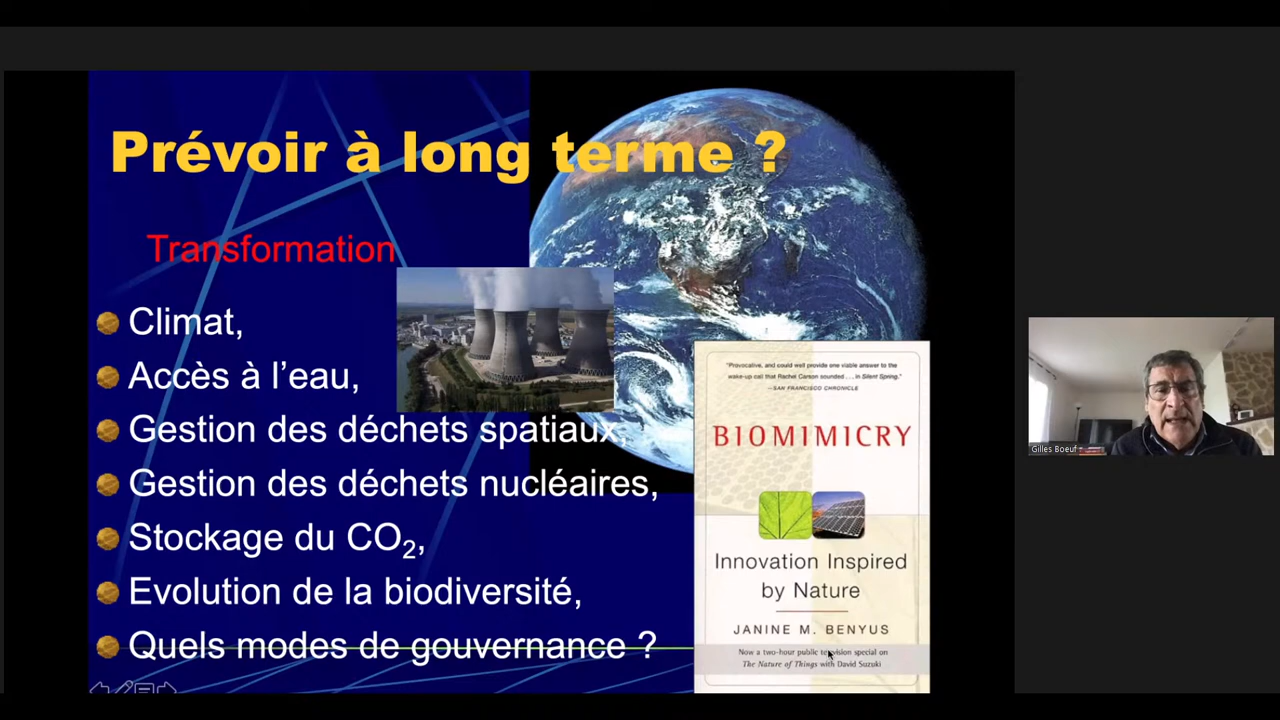 Prévoir à long terme ?
Transformation
Climat,
Accès à l’eau,
Gestion des déchets spatiaux,
Gestion des déchets nucléaires,
Stockage du CO₂,
Evolution de la biodiversité,
Quels modes de gouvernance ?
"Provocative, and could well provide one viable answer to the
wake-up call that Rachel Carson sounded . . . in Silent Spring."
—SAN FRANCISCO CHRONICLE
BIOMIMICRY
Innovation Inspired
by Nature
JANINE M. BENYUS
Now a two-hour public television special on
The Nature of Things with David Suzuki
Gilles Boeuf